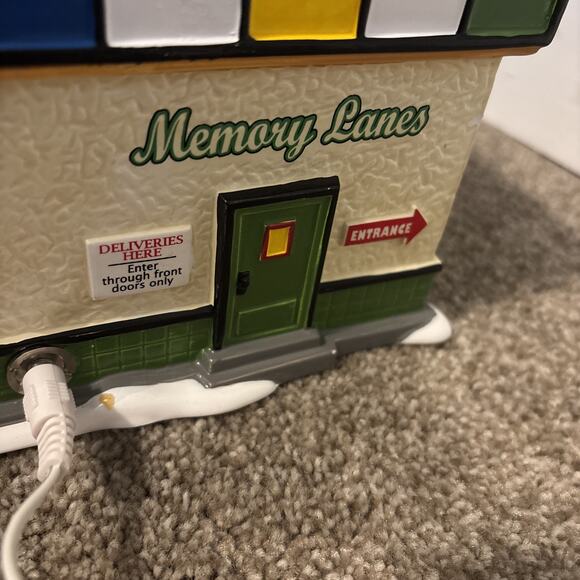 Memory Lanes
ENTRANCE
DELIVERIES
HERE
Enter
through front
doors only